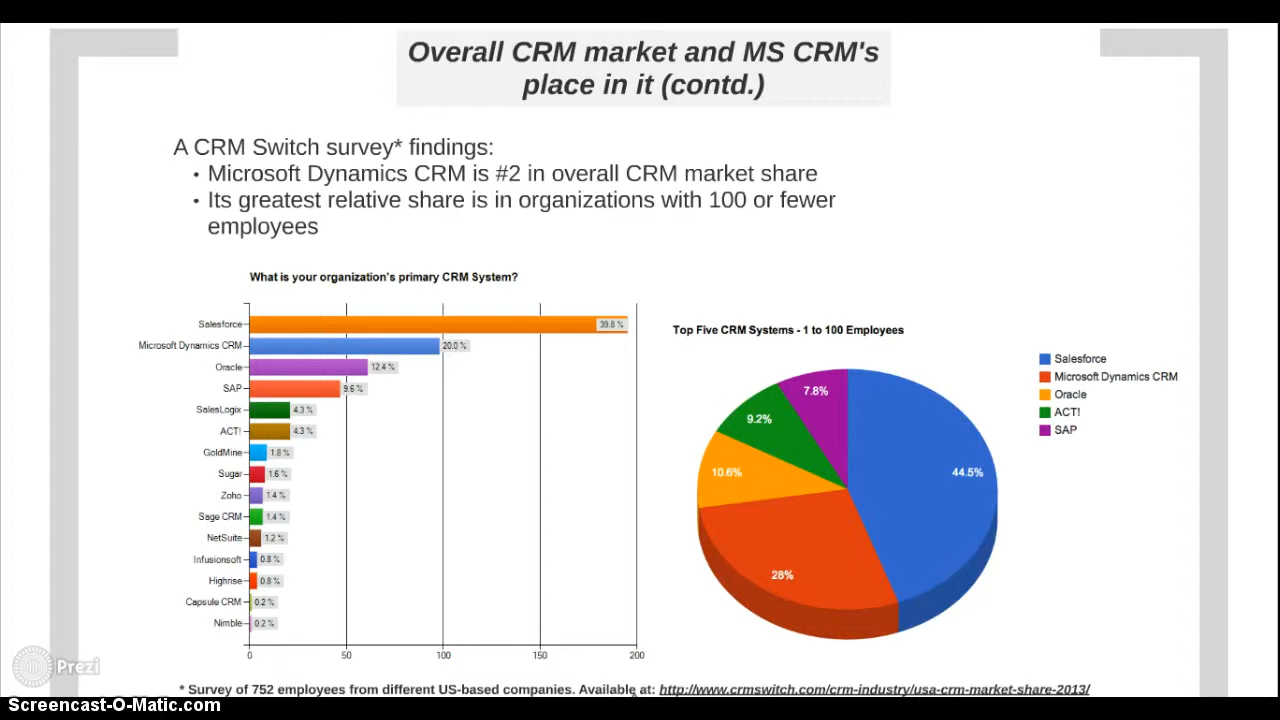 Overall CRM market and MS CRM's
place in it (contd.)
A CRM Switch survey* findings:
• Microsoft Dynamics CRM is #2 in overall CRM market share
• Its greatest relative share is in organizations with 100 or fewer
employees
What is your organization's primary CRM System?
Salesforce 39.8 %
Microsoft Dynamics CRM 20.0 %
Oracle 12.4 %
SAP 9.6 %
SalesLogix 4.3 %
ACT! 4.3 %
GoldMine 1.8 %
Sugar 1.6 %
Zoho 1.4 %
Sage CRM 1.4 %
NetSuite 1.2 %
Infusionsoft 0.8 %
Highrise 0.8 %
Capsule CRM 0.2 %
Nimble 0.2 %
0 50 100 150 200
Top Five CRM Systems - 1 to 100 Employees
Salesforce
Microsoft Dynamics CRM
Oracle
ACT!
SAP
7.8%
9.2%
10.6%
44.5%
28%
Prezi
* Survey of 752 employees from different US-based companies. Available at: http://www.crmswitch.com/crm-industry/usa-crm-market-share-2013/
Screencast-O-Matic.com